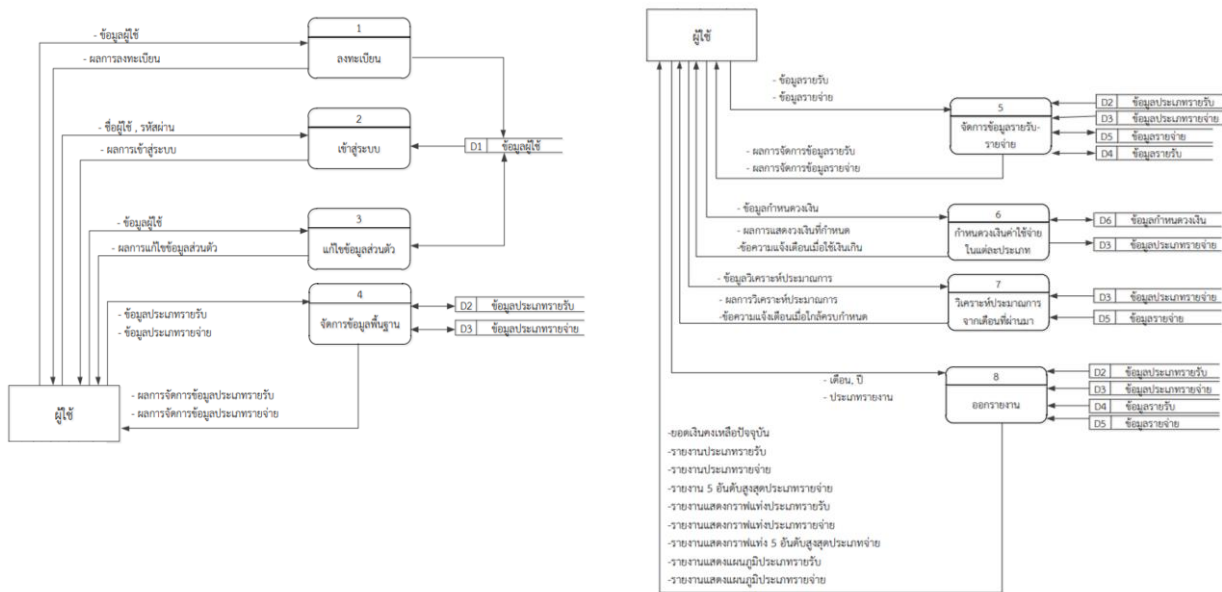 - ข้อมูลผู้ใช้
- ผลการลงทะเบียน
1
ลงทะเบียน
- ชื่อผู้ใช้ , รหัสผ่าน
- ผลการเข้าสู่ระบบ
2
เข้าสู่ระบบ
D1 ข้อมูลผู้ใช้
- ข้อมูลผู้ใช้
- ผลการแก้ไขข้อมูลส่วนตัว
3
แก้ไขข้อมูลส่วนตัว
- ข้อมูลประเภทรายรับ
- ข้อมูลประเภทรายจ่าย
4
จัดการข้อมูลพื้นฐาน
D2 ข้อมูลประเภทรายรับ
D3 ข้อมูลประเภทรายจ่าย
ผู้ใช้
- ผลการจัดการข้อมูลประเภทรายรับ
- ผลการจัดการข้อมูลประเภทรายจ่าย
ผู้ใช้
- ข้อมูลรายรับ
- ข้อมูลรายจ่าย
5
จัดการข้อมูลรายรับ-
รายจ่าย
D2 ข้อมูลประเภทรายรับ
D3 ข้อมูลประเภทรายจ่าย
D5 ข้อมูลรายจ่าย
D4 ข้อมูลรายรับ
- ผลการจัดการข้อมูลรายรับ
- ผลการจัดการข้อมูลรายจ่าย
- ข้อมูลกำหนดวงเงิน
- ผลการแสดงวงเงินที่กำหนด
-ข้อความแจ้งเตือนเมื่อใช้เงินเกิน
6
กำหนดวงเงินค่าใช้จ่าย
ในแต่ละประเภท
D6 ข้อมูลกำหนดวงเงิน
D3 ข้อมูลประเภทรายจ่าย
- ข้อมูลวิเคราะห์ประมาณการ
- ผลการวิเคราะห์ประมาณการ
-ข้อความแจ้งเตือนเมื่อใกล้ครบกำหนด
7
วิเคราะห์ประมาณการ
จากเดือนที่ผ่านมา
D3 ข้อมูลประเภทรายจ่าย
D5 ข้อมูลรายจ่าย
- เดือน, ปี
- ประเภทรายงาน
8
ออกรายงาน
D2 ข้อมูลประเภทรายรับ
D3 ข้อมูลประเภทรายจ่าย
D4 ข้อมูลรายรับ
D5 ข้อมูลรายจ่าย
-ยอดเงินคงเหลือปัจจุบัน
-รายงานประเภทรายรับ
-รายงานประเภทรายจ่าย
-รายงาน 5 อันดับสูงสุดประเภทรายจ่าย
-รายงานแสดงกราฟแท่งประเภทรายรับ
-รายงานแสดงกราฟแท่งประเภทรายจ่าย
-รายงานแสดงกราฟแท่ง 5 อันดับสูงสุดประเภทจ่าย
-รายงานแสดงแผนภูมิประเภทรายรับ
-รายงานแสดงแผนภูมิประเภทรายจ่าย